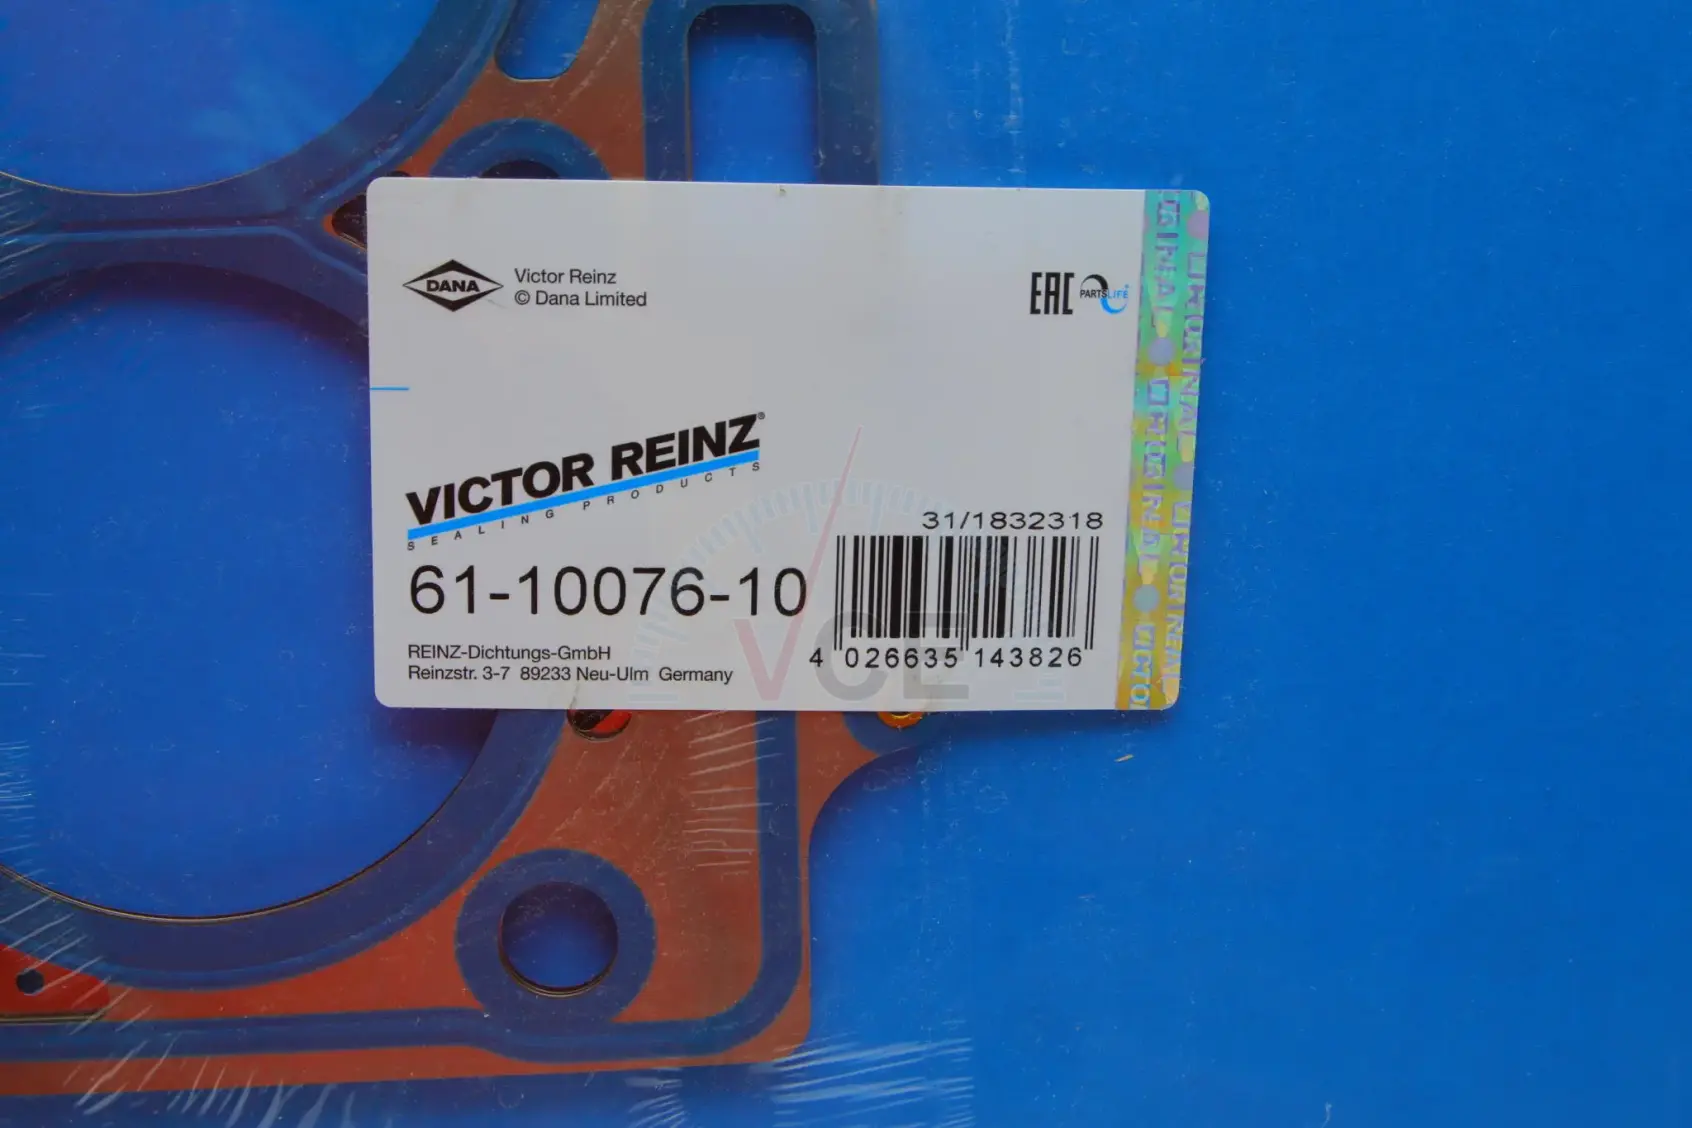 DANA
Victor Reinz
© Dana Limited
EAC
PARTSLIFE®
VICTOR REINZ®
SEALING PRODUCTS
31/1832318
61-10076-10
4 026635 143826
REINZ-Dichtungs-GmbH
Reinzstr. 3-7 89233 Neu-Ulm Germany
VCE